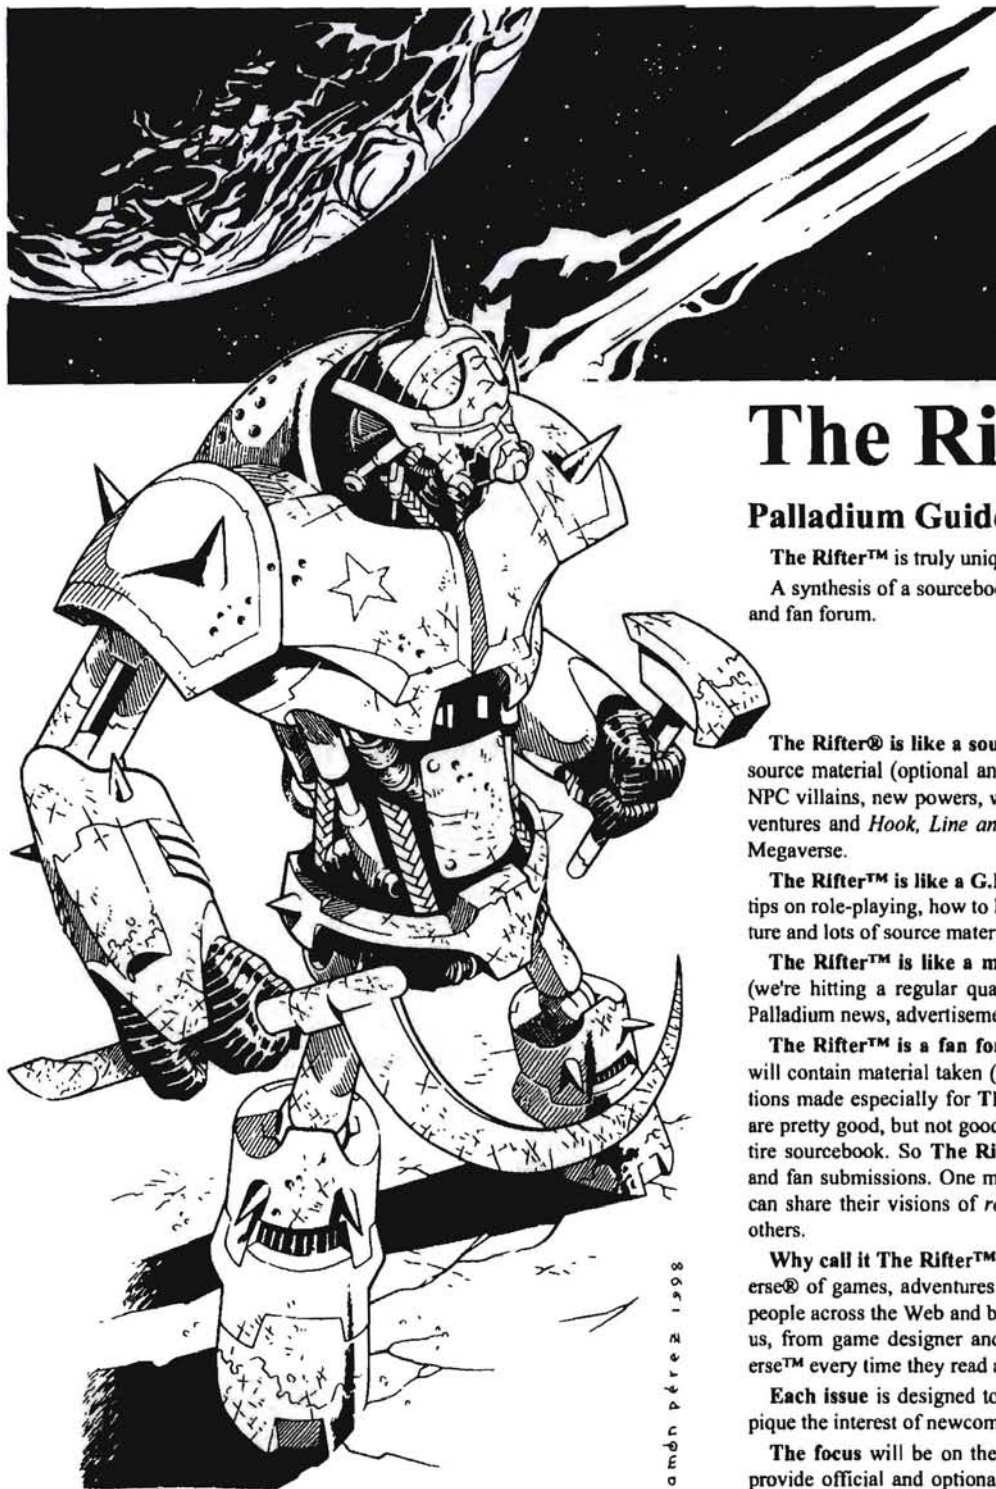 The Ri
Palladium Guid
The Rifter™ is truly uniq
A synthesis of a sourceboo
and fan forum.
The Rifter® is like a sou
source material (optional an
NPC villains, new powers, v
ventures and Hook, Line an
Megaverse.
The Rifter™ is like a G.
tips on role-playing, how to
ture and lots of source mater
The Rifter™ is like a m
(we're hitting a regular qua
Palladium news, advertiseme
The Rifter™ is a fan for
will contain material taken (
tions made especially for Th
are pretty good, but not good
tire sourcebook. So The Ri
and fan submissions. One m
can share their visions of re
others.
Why call it The Rifter™
erse® of games, adventures
people across the Web and b
us, from game designer and
erse™ every time they read a
Each issue is designed to
pique the interest of newcom
The focus will be on the
provide official and optiona
amón pérez 1998